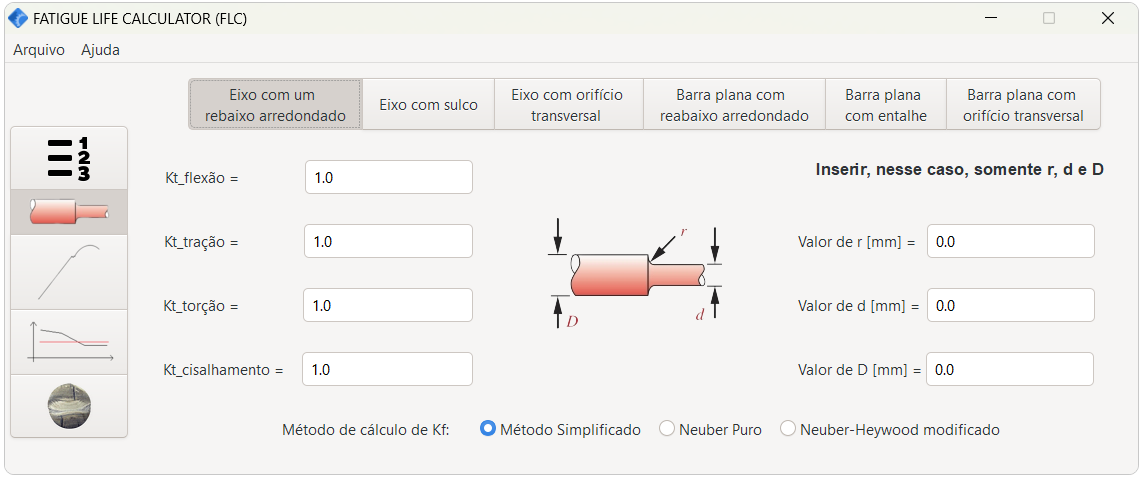 FATIGUE LIFE CALCULATOR (FLC)
Arquivo Ajuda
Eixo com um
rebaixo arredondado
Eixo com sulco
Eixo com orifício
transversal
Barra plana com
reabaixo arredondado
Barra plana
com entalhe
Barra plana com
orifício transversal
1
2
3
Kt_flexão = 1.0
Kt_tração = 1.0
Kt_torção = 1.0
Kt_cisalhamento = 1.0
r
D
d
Inserir, nesse caso, somente r, d e D
Valor de r [mm] = 0.0
Valor de d [mm] = 0.0
Valor de D [mm] = 0.0
Método de cálculo de Kf: Método Simplificado Neuber Puro Neuber-Heywood modificado